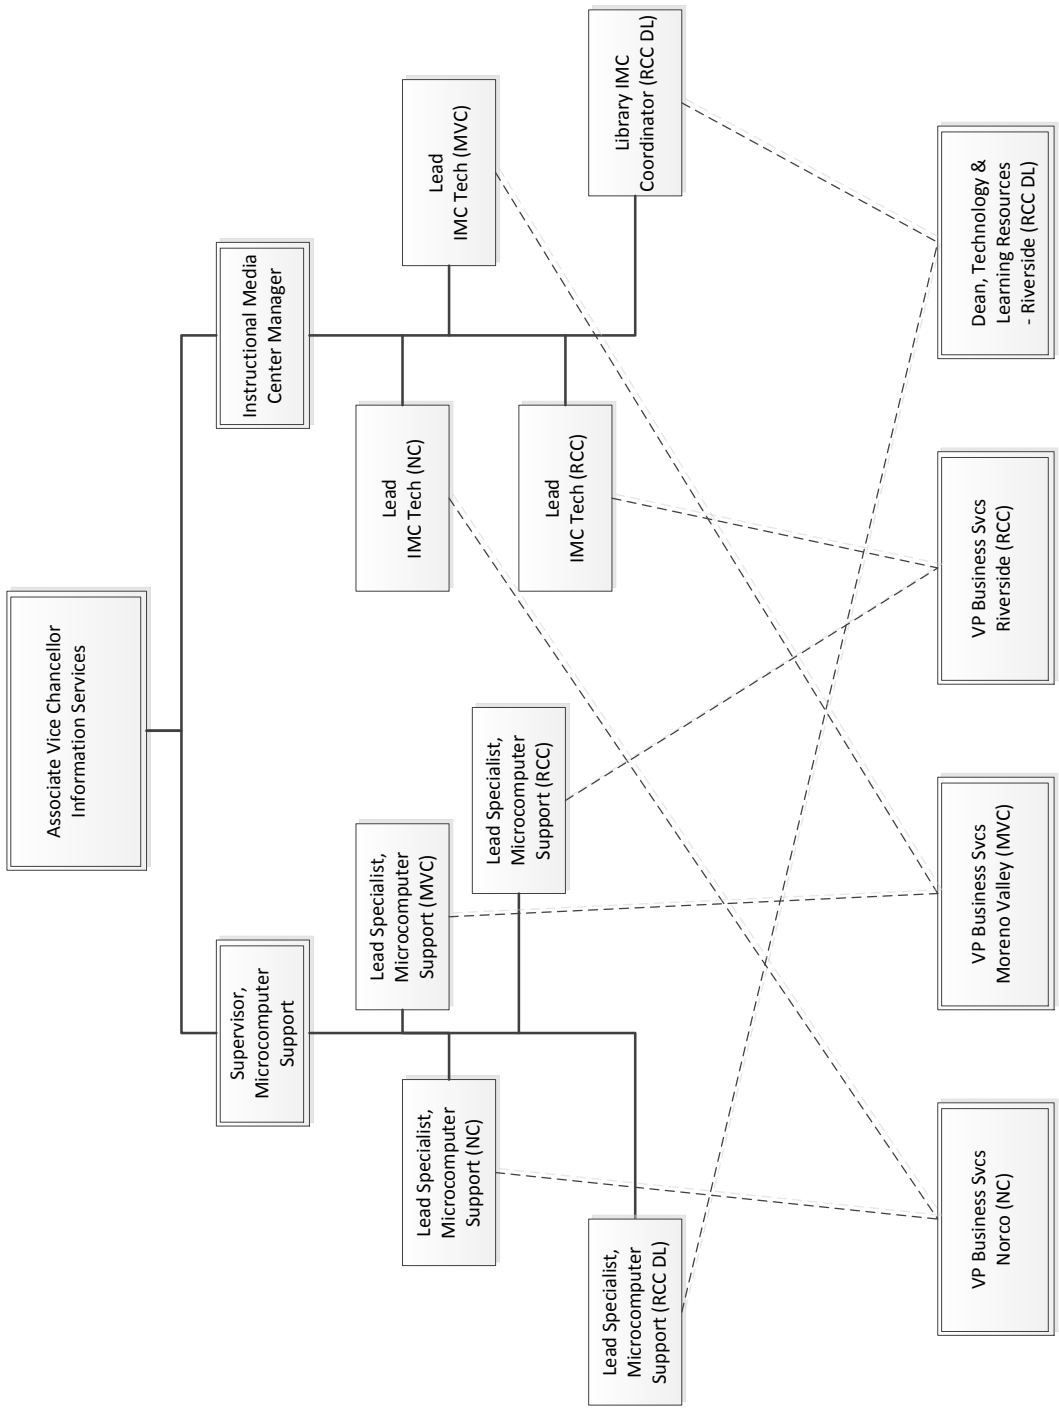 Associate Vice Chancellor
Information Services
Supervisor,
Microcomputer
Support
Instructional Media
Center Manager
Lead Specialist,
Microcomputer
Support (NC)
Lead Specialist,
Microcomputer
Support (MVC)
Lead Specialist,
Microcomputer
Support (RCC)
Lead Specialist,
Microcomputer
Support (RCC DL)
Lead
IMC Tech (NC)
Lead
IMC Tech (MVC)
Lead
IMC Tech (RCC)
Library IMC
Coordinator (RCC DL)
VP Business Svcs
Norco (NC)
VP Business Svcs
Moreno Valley (MVC)
VP Business Svcs
Riverside (RCC)
Dean, Technology &
Learning Resources
- Riverside (RCC DL)